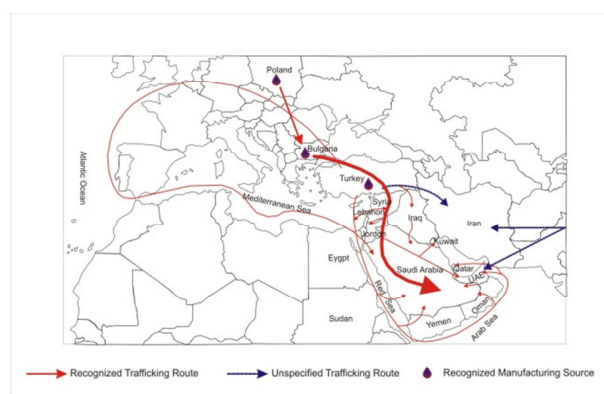 Poland
Bulgaria
Atlantic Ocean
Turkey
Mediterranean Sea
Syria
Lebanon
Iraq
Iran
Jordon
Kuwait
Eygpt
Saudi Arabia
Qatar
UAE
Red Sea
Oman
Sudan
Yemen
Arab Sea
Recognized Trafficking Route
Unspecified Trafficking Route
Recognized Manufacturing Source